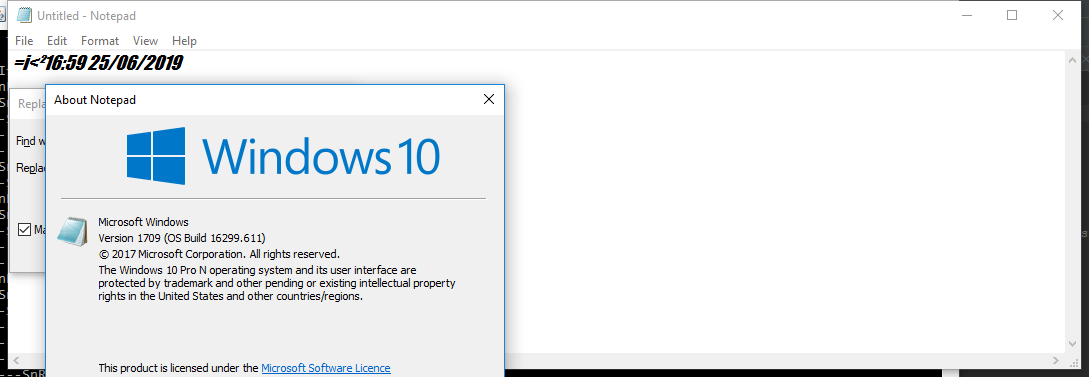 Untitled - Notepad
File Edit Format View Help
=i<²16:59 25/06/2019
Repla
About Notepad
Find w
Replac
Ma
Windows 10
Microsoft Windows
Version 1709 (OS Build 16299.611)
© 2017 Microsoft Corporation. All rights reserved.
The Windows 10 Pro N operating system and its user interface are
protected by trademark and other pending or existing intellectual property
rights in the United States and other countries/regions.
This product is licensed under the Microsoft Software Licence
---SnR